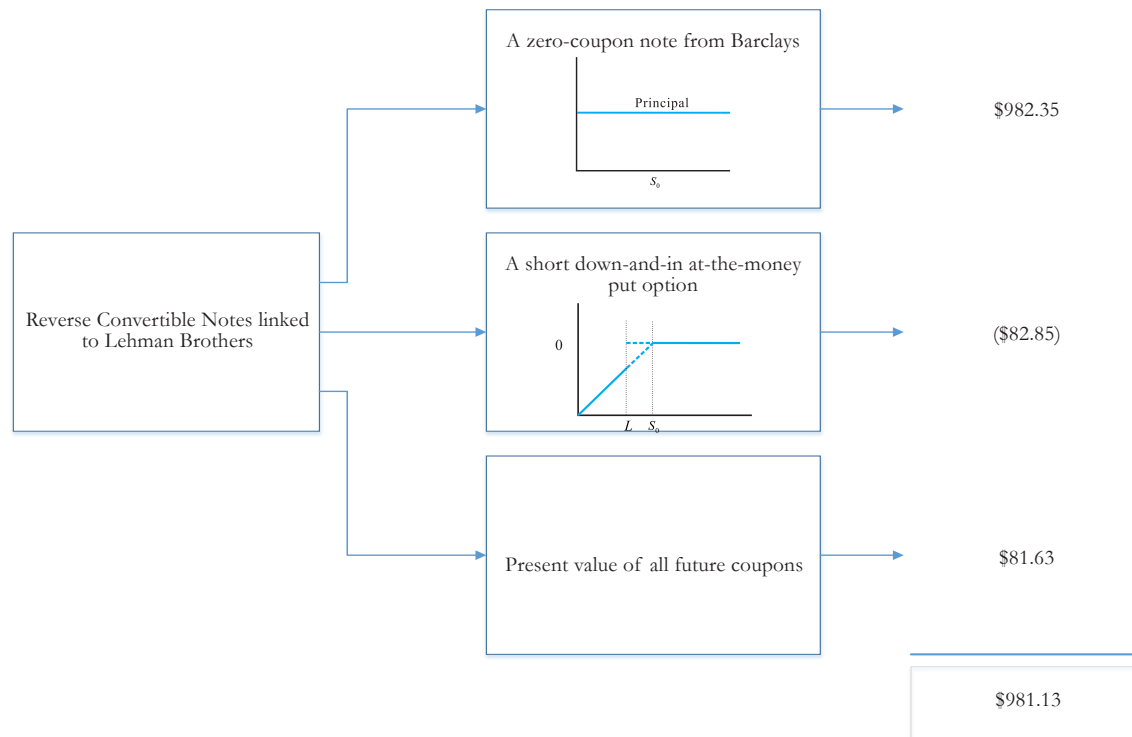 A zero-coupon note from Barclays
Principal
S₀
$982.35
Reverse Convertible Notes linked
to Lehman Brothers
A short down-and-in at-the-money
put option
0
L S₀
($82.85)
Present value of all future coupons
$81.63
$981.13